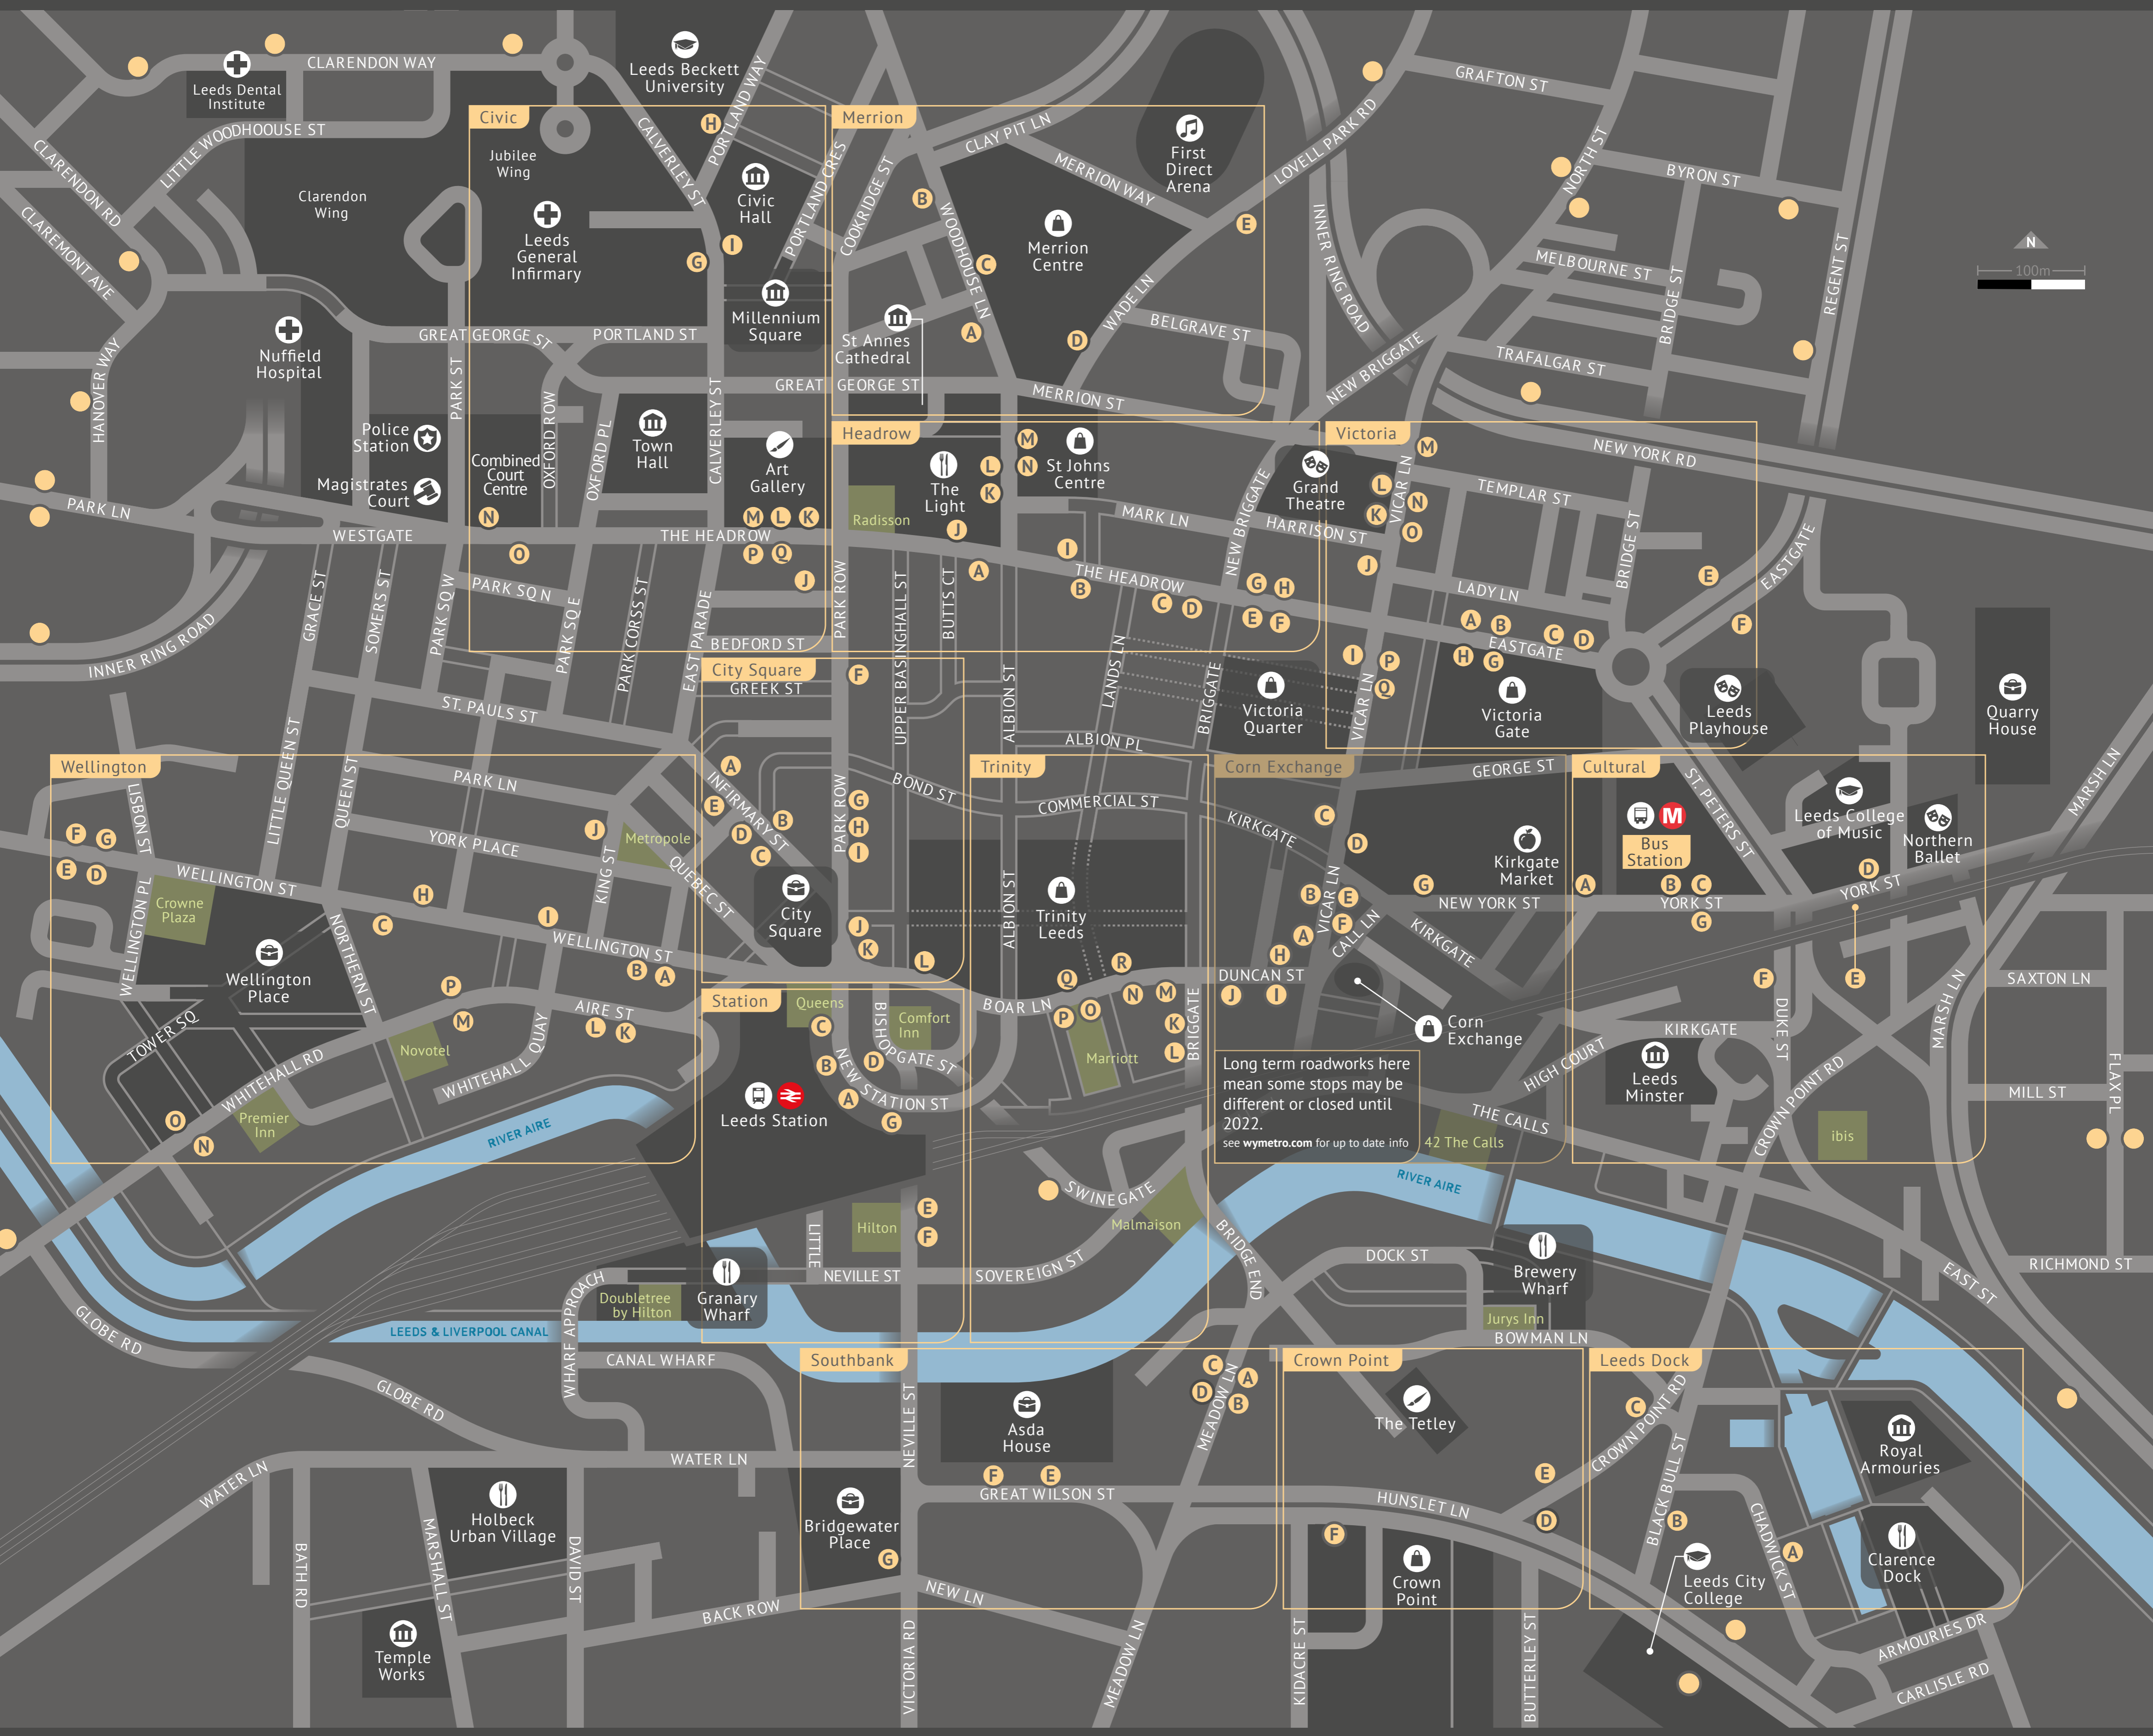 CLARENDON WAY
Leeds Dental
Institute
LITTLE WOODHOOUSE ST
Leeds Beckett
University
PORTLAND WAY
GRAFTON ST
CLARENDON RD
CLAREMONT AVE
Clarendon
Wing
Civic
Jubilee
Wing
H
CALVERLEY ST
Leeds
General
Infirmary
Civic
Hall
I
G
PORTLAND CRES
Millennium
Square
GREAT GEORGE ST
PORTLAND ST
Merrion
CLAY PIT LN
First
Direct
Arena
MERRION WAY
LOVELL PARK RD
COOKRIDGE ST
B
WOODHOUSE LN
Merrion
Centre
C
E
A
D
WADE LN
BELGRAVE ST
St Annes
Cathedral
GREAT GEORGE ST
MERRION ST
INNER RING ROAD
NORTH ST
BYRON ST
MELBOURNE ST
BRIDGE ST
REGENT ST
N
100m
NEW BRIGGATE
TRAFALGAR ST
NEW YORK RD
Nuffield
Hospital
HANOVER WAY
PARK ST
Police
Station
Magistrates
Court
Combined
Court
Centre
OXFORD ROW
OXFORD PL
Town
Hall
CALVERLEY ST
Art
Gallery
N
M
L
K
O
P
Q
J
PARK LN
WESTGATE
THE HEADROW
Headrow
Radisson
The
Light
L
K
J
M
N
St Johns
Centre
A
I
B
MARK LN
THE HEADROW
C
D
NEW BRIGGATE
Grand
Theatre
HARRISON ST
G
H
E
F
Victoria
M
L
N
K
O
J
VICAR LN
TEMPLAR ST
BRIDGE ST
LADY LN
EASTGATE
E
F
A
B
C
D
EASTGATE
H
G
I
P
Q
VICAR LN
Victoria
Gate
Leeds
Playhouse
Quarry
House
INNER RING ROAD
GRACE ST
SOMERS ST
PARK SQ W
PARK SQ N
PARK SQ E
PARK CORSS ST
EAST PARADE
BEDFORD ST
PARK ROW
UPPER BASINGHALL ST
BUTTS CT
ALBION ST
LANDS LN
BRIGGATE
Victoria
Quarter
ALBION PL
City Square
GREEK ST
F
ST. PAULS ST
LITTLE QUEEN ST
QUEEN ST
Wellington
LISBON ST
PARK LN
YORK PLACE
F
G
E
D
WELLINGTON ST
Crowne
Plaza
WELLINGTON PL
H
C
J
Metropole
KING ST
QUEBEC ST
I
WELLINGTON ST
B
A
Wellington
Place
NORTHERN ST
P
M
AIRE ST
L
K
TOWER SQ
WHITEHALL RD
Novotel
WHITEHALL QUAY
Premier
Inn
O
N
RIVER AIRE
A
INFIRMARY ST
E
B
D
C
PARK ROW
G
H
I
City
Square
J
K
L
BOND ST
Trinity
COMMERCIAL ST
ALBION ST
Trinity
Leeds
Q
R
N
M
P
O
K
L
BOAR LN
Marriott
BRIGGATE
Station
Queens
C
BISHOPGATE ST
Comfort
Inn
B
D
NEW STATION ST
A
G
Leeds Station
Hilton
E
F
LITTLE
NEVILLE ST
SOVEREIGN ST
SWINEGATE
Malmaison
Corn Exchange
GEORGE ST
KIRKGATE
C
D
Kirkgate
Market
G
B
E
F
A
H
VICAR LN
CALL LN
NEW YORK ST
KIRKGATE
DUNCAN ST
J
I
Corn
Exchange
Long term roadworks here
mean some stops may be
different or closed until
2022.
see wymetro.com for up to date info
42 The Calls
THE CALLS
HIGH COURT
RIVER AIRE
Cultural
ST. PETERS ST
M
Bus
Station
Leeds College
of Music
Northern
Ballet
A
B
C
D
YORK ST
YORK ST
G
F
E
DUKE ST
KIRKGATE
Leeds
Minster
CROWN POINT RD
ibis
MARSH LN
MARSH LN
SAXTON LN
FLAX PL
MILL ST
RICHMOND ST
EAST ST
GLOBE RD
LEEDS & LIVERPOOL CANAL
Doubletree
by Hilton
Granary
Wharf
WHARF APPROACH
CANAL WHARF
GLOBE RD
WATER LN
WATER LN
BRIDGE END
DOCK ST
Brewery
Wharf
Jurys Inn
BOWMAN LN
Southbank
NEVILLE ST
Asda
House
C
A
D
B
MEADOW LN
F
E
GREAT WILSON ST
Bridgewater
Place
G
NEW LN
Crown Point
The Tetley
E
D
F
HUNSLET LN
Crown
Point
Leeds Dock
C
CROWN POINT RD
BLACK BULL ST
B
CHADWICK ST
A
Royal
Armouries
Clarence
Dock
Leeds City
College
ARMOURIES DR
CARLISLE RD
Holbeck
Urban Village
BATH RD
MARSHALL ST
DAVID ST
BACK ROW
Temple
Works
VICTORIA RD
MEADOW LN
KIDACRE ST
BUTTERLEY ST